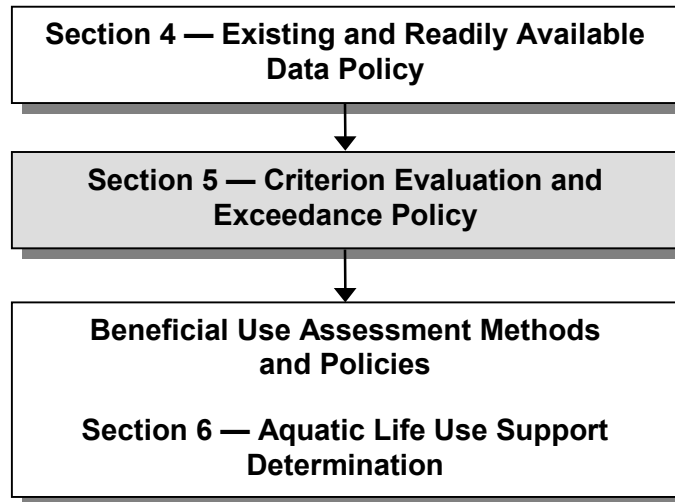 Section 4 — Existing and Readily Available
Data Policy
Section 5 — Criterion Evaluation and
Exceedance Policy
Beneficial Use Assessment Methods
and Policies
Section 6 — Aquatic Life Use Support
Determination